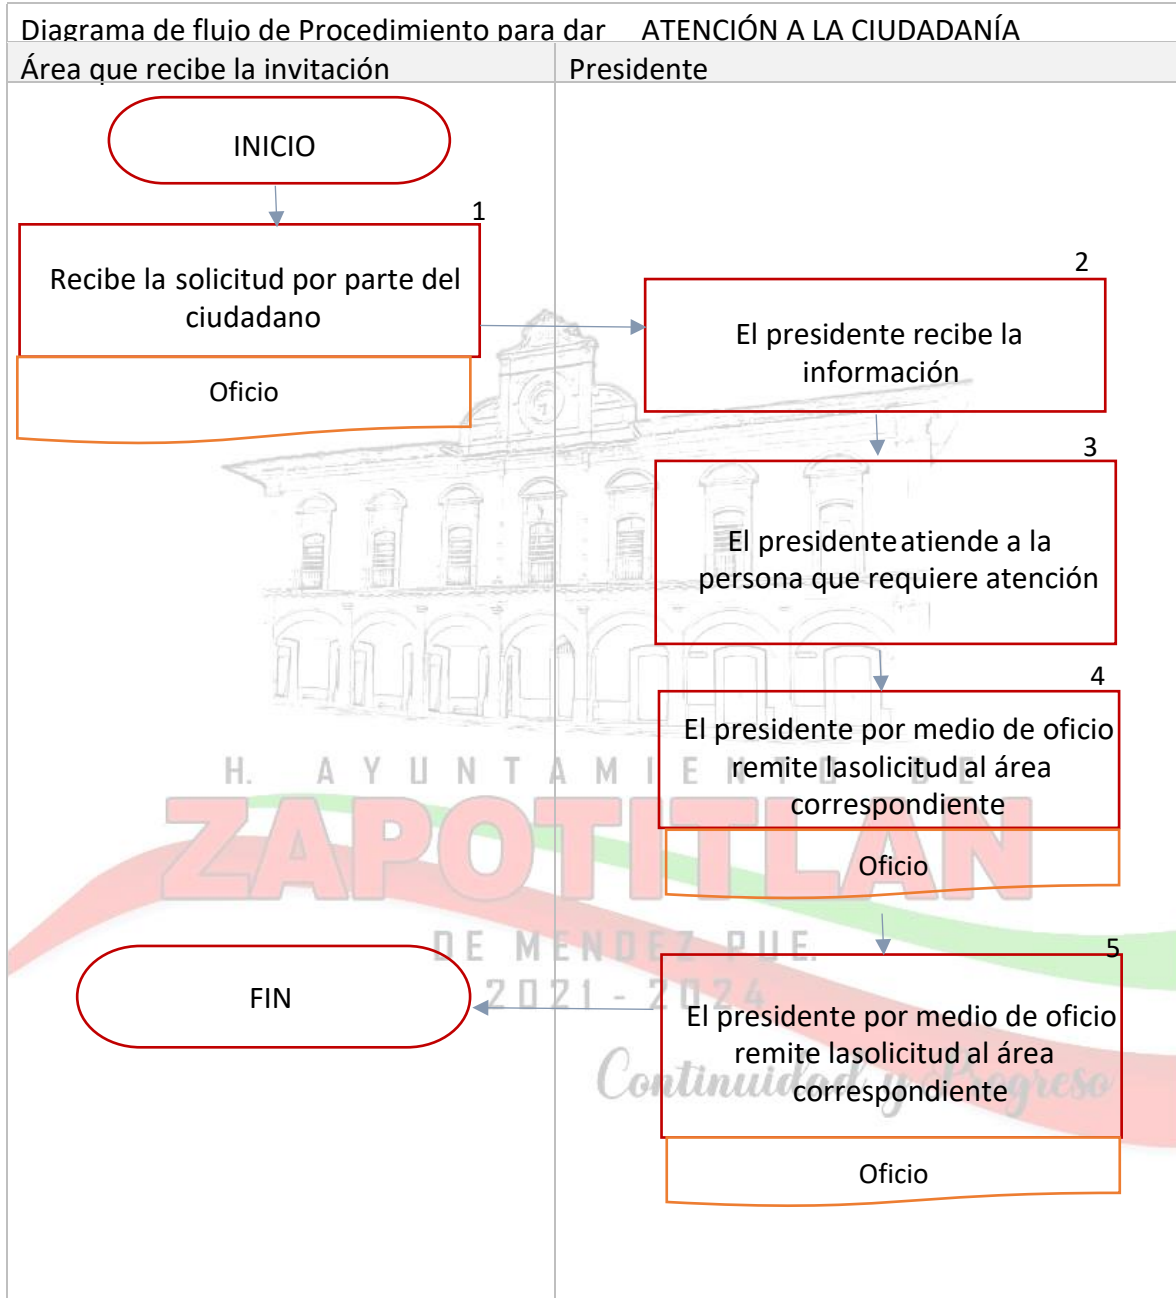 Diagrama de flujo de Procedimiento para dar ATENCIÓN A LA CIUDADANÍA
Área que recibe la invitación
Presidente
INICIO
1
Recibe la solicitud por parte del
ciudadano
Oficio
2
El presidente recibe la
información
3
El presidente atiende a la
persona que requiere atención
4
El presidente por medio de oficio
remite lasolicitud al área
correspondiente
Oficio
5
El presidente por medio de oficio
remite lasolicitud al área
correspondiente
Oficio
FIN
H. AYUNTAMIENTO DE
ZAPOTITLAN
DE MENDEZ PUE.
2021 - 2024
Continuidad y Progreso